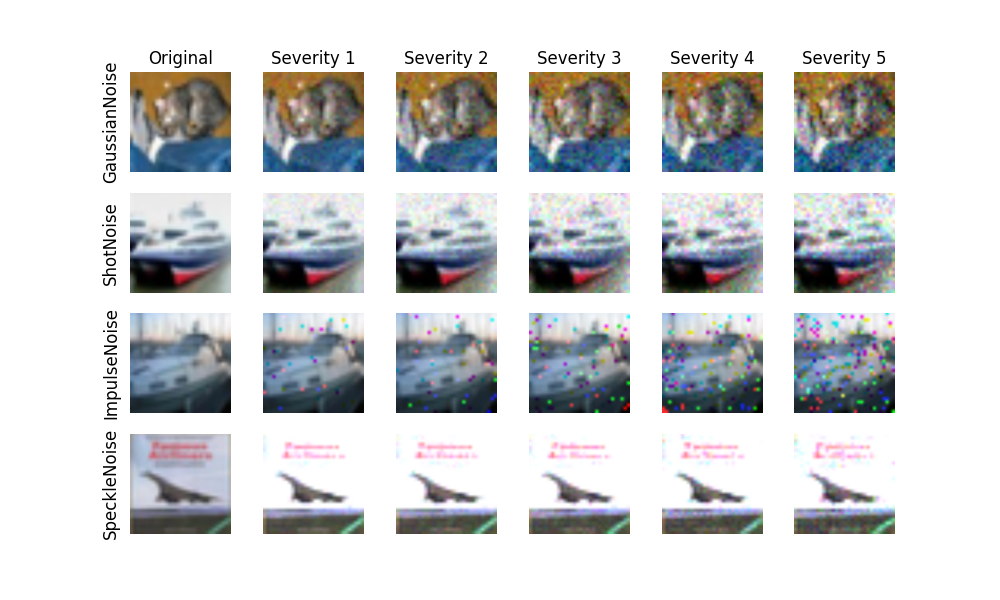 Original Severity 1 Severity 2 Severity 3 Severity 4 Severity 5
GaussianNoise
ShotNoise
ImpulseNoise
SpeckleNoise